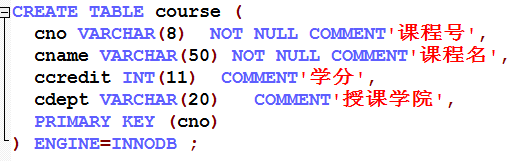 CREATE TABLE course (
cno VARCHAR(8) NOT NULL COMMENT'课程号',
cname VARCHAR(50) NOT NULL COMMENT'课程名',
ccredit INT(11) COMMENT'学分',
cdept VARCHAR(20) COMMENT'授课学院',
PRIMARY KEY (cno)
) ENGINE=INNODB ;